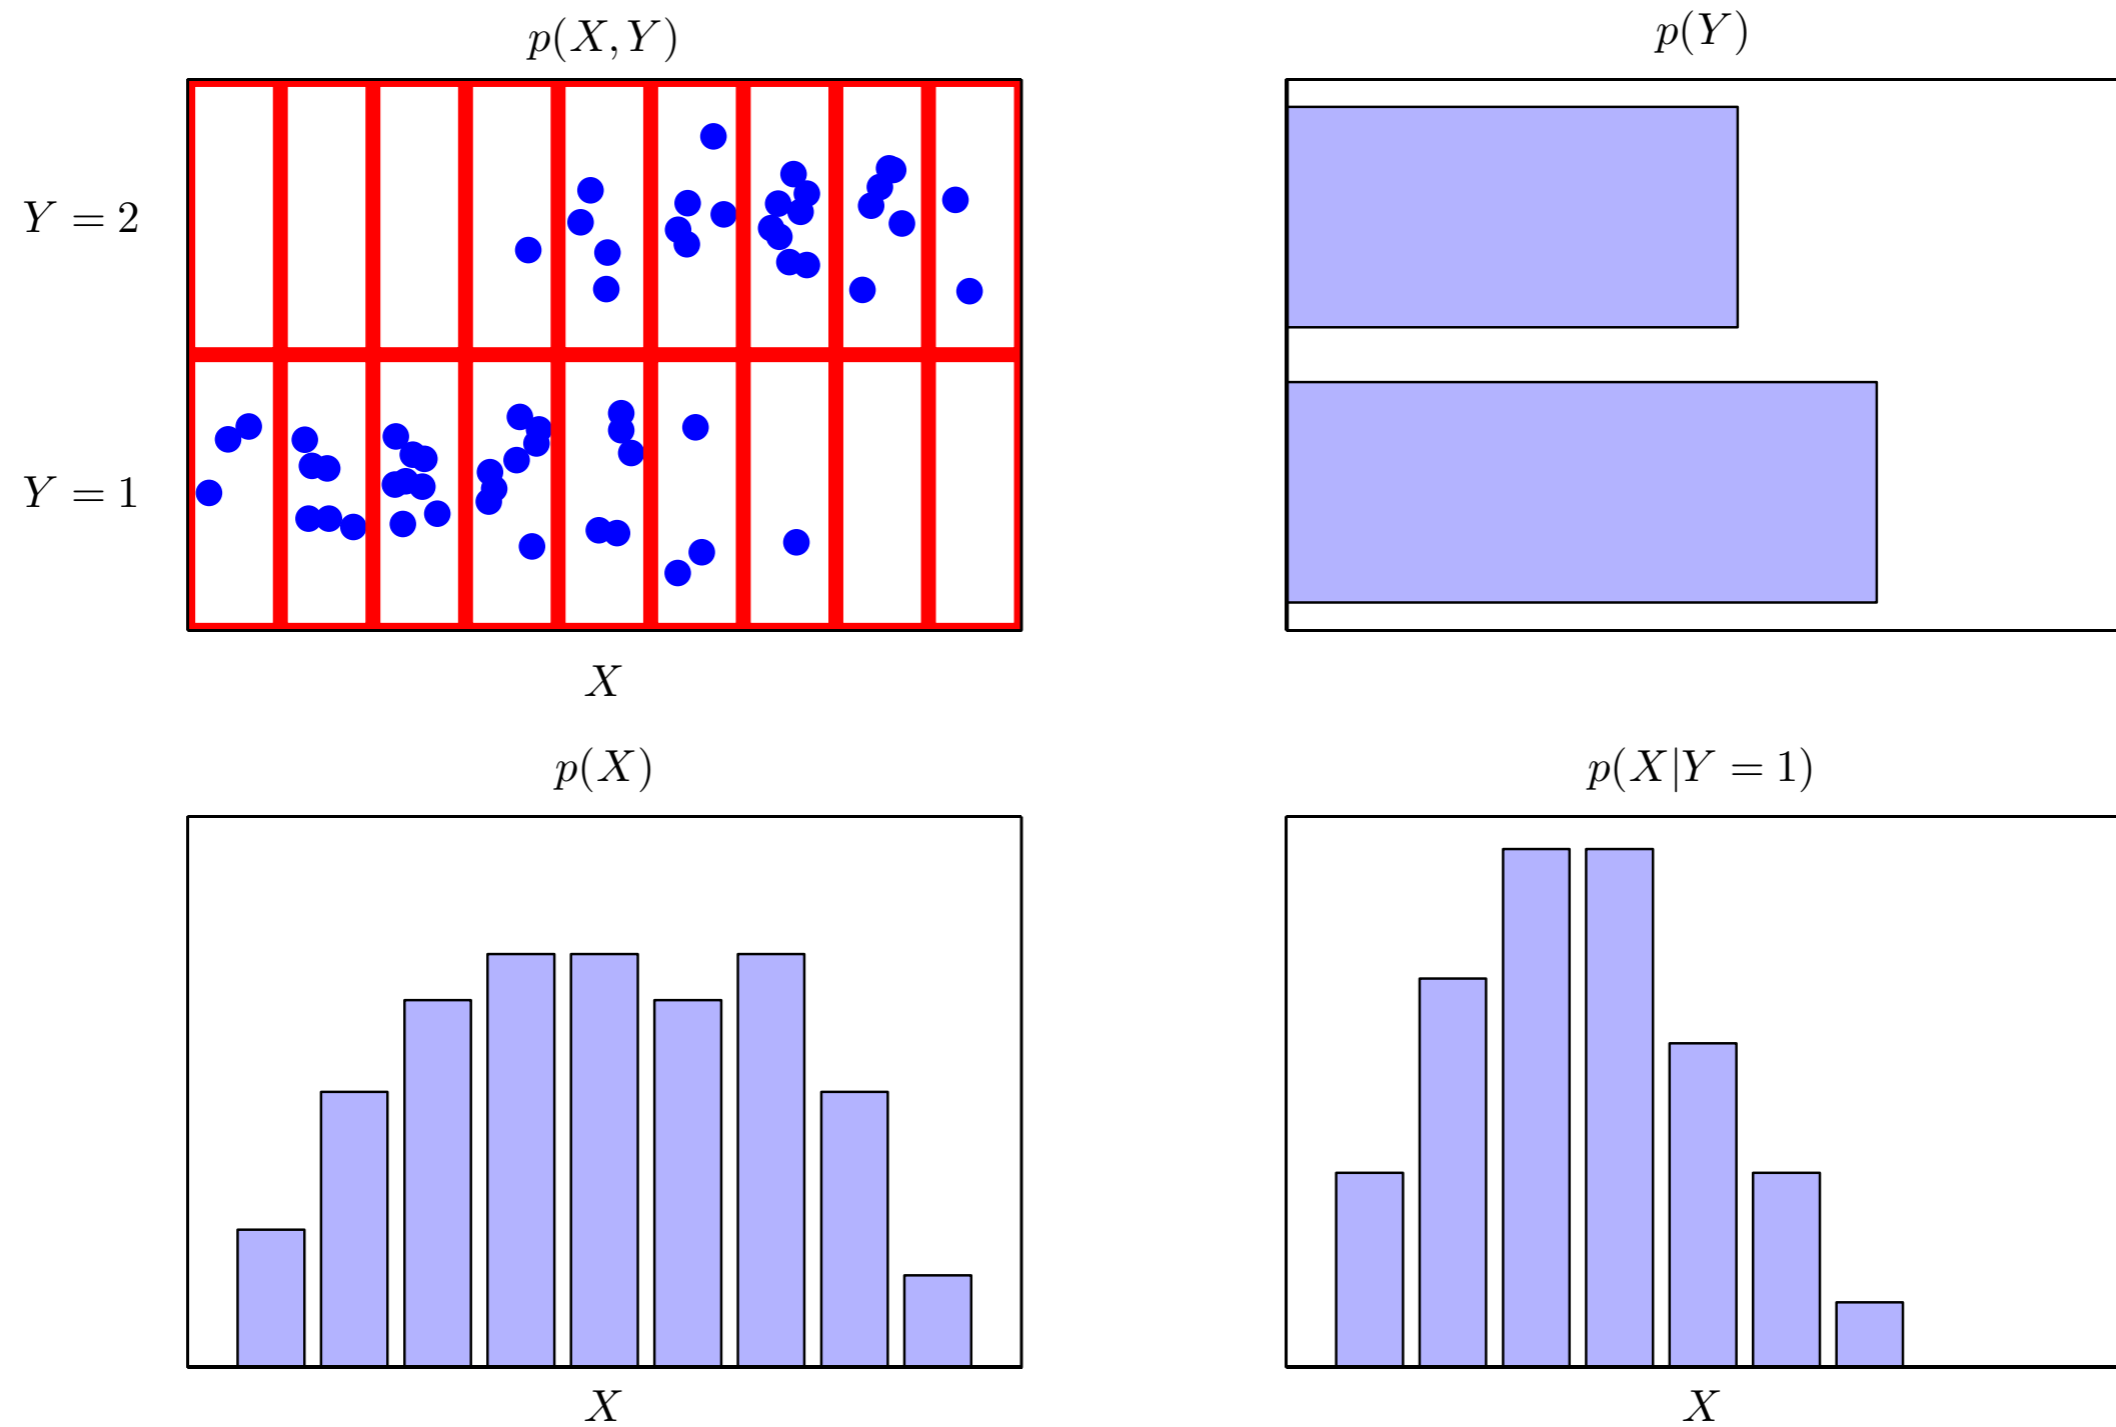 p(X, Y)
Y = 2
Y = 1
X
p(Y)
p(X)
X
p(X|Y = 1)
X